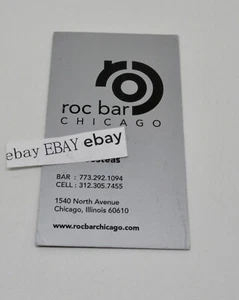 roc bar
CHICAGO
ebay EBAY ebay
BAR : 773.292.1094
CELL : 312.305.7455
1540 North Avenue
Chicago, Illinois 60610
www.rocbarchicago.com